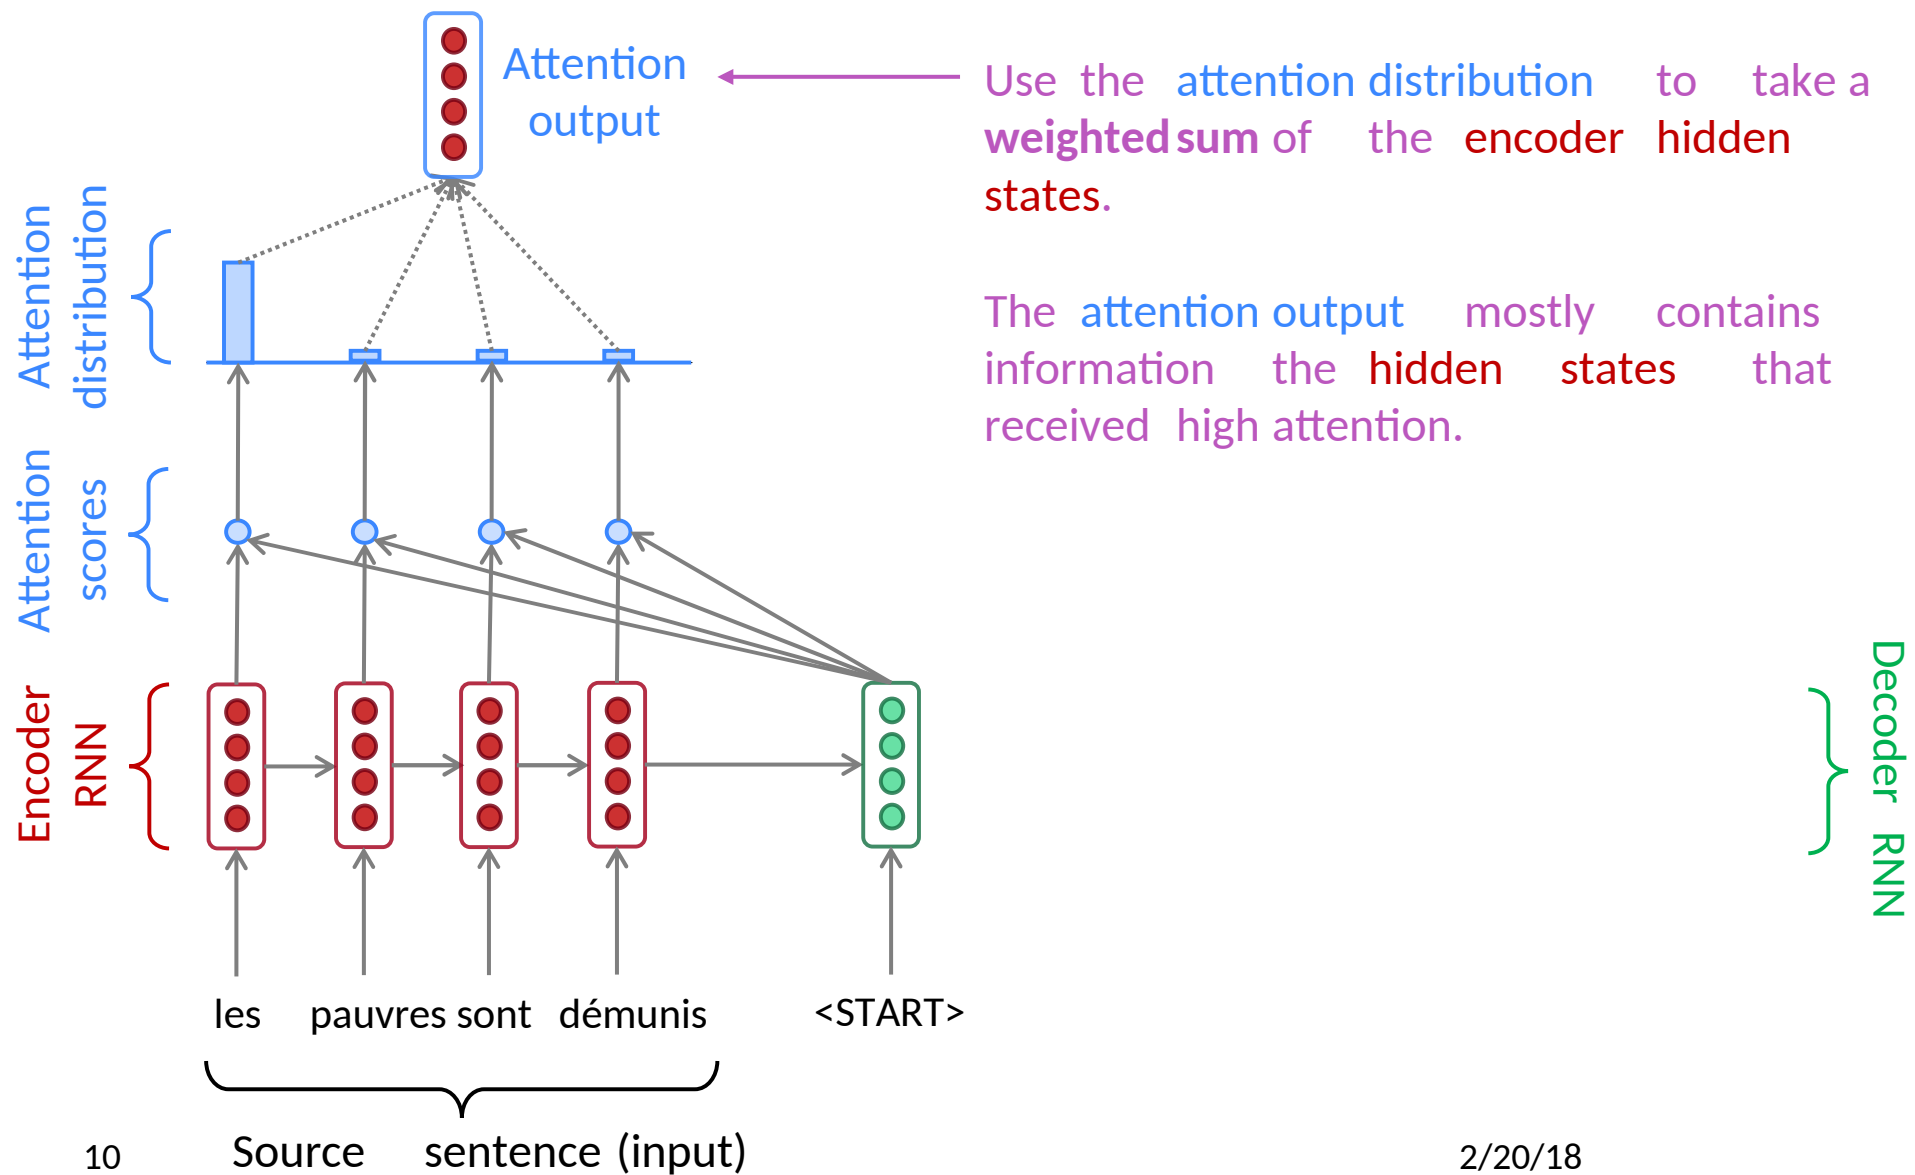 Attention
output
Use the attention distribution to take a
weighted sum of the encoder hidden
states.
The attention output mostly contains
information the hidden states that
received high attention.
Attention
distribution
Attention
scores
Encoder
RNN
Decoder RNN
les pauvres sont démunis <START>
Source sentence (input)
10
2/20/18